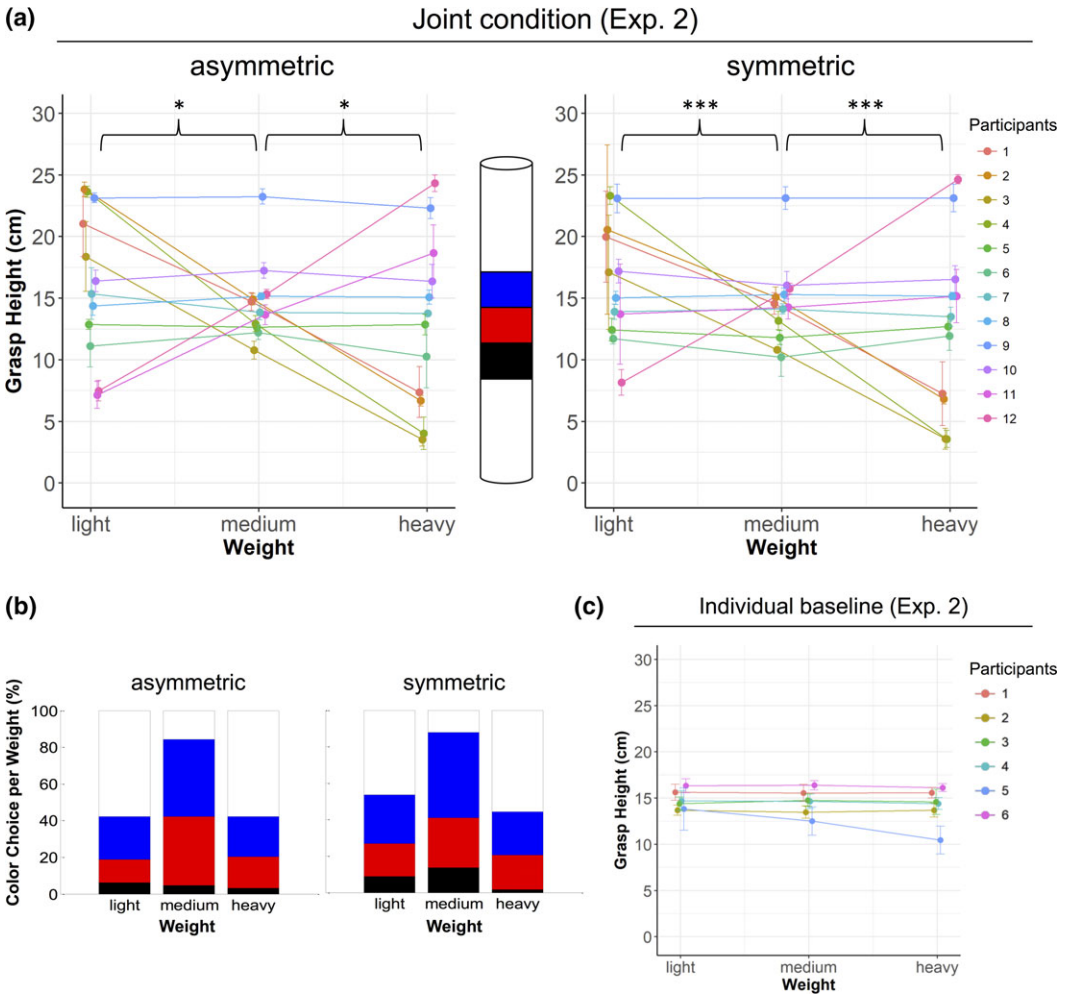 (a)
Joint condition (Exp. 2)
asymmetric
symmetric
* *
*** ***
Grasp Height (cm)
30
25
20
15
10
5
0
light medium heavy
Weight
light medium heavy
Weight
30
25
20
15
10
5
0
Participants
1
2
3
4
5
6
7
8
9
10
11
12
(b)
asymmetric
symmetric
Color Choice per Weight (%)
100
80
60
40
20
0
light medium heavy
Weight
light medium heavy
Weight
(c)
Individual baseline (Exp. 2)
Grasp Height (cm)
30
25
20
15
10
5
0
light medium heavy
Weight
Participants
1
2
3
4
5
6